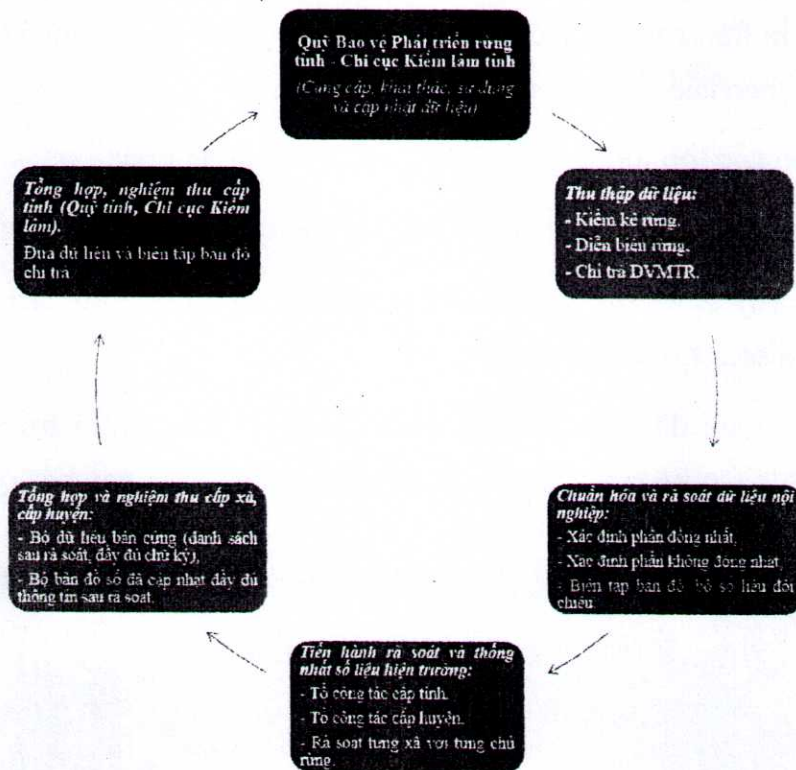 Quỹ Bảo vệ Phát triển rừng
tỉnh - Chi cục Kiểm lâm tỉnh
(Cung cấp, khai thác, sử dụng
và cập nhật dữ liệu)
Thu thập dữ liệu:
- Kiểm kê rừng.
- Diễn biến rừng.
- Chi trả DVMTR.
Chuẩn hóa và rà soát dữ liệu nội
nghiệp:
- Xác định phần đồng nhất,
- Xác định phần không đồng nhất,
- Biên tập bản đồ, bộ số liệu đối
chiếu.
Tiến hành rà soát và thống
nhất số liệu hiện trường:
- Tổ công tác cấp tỉnh.
- Tổ công tác cấp huyện.
- Rà soát từng xã với từng chủ
rừng.
Tổng hợp và nghiệm thu cấp xã,
cấp huyện:
- Bộ dữ liệu bản cứng (danh sách
sau rà soát, đầy đủ chữ ký),
- Bộ bản đồ số đã cập nhật đầy đủ
thông tin sau rà soát.
Tổng hợp, nghiệm thu cấp
tỉnh (Quỹ tỉnh, Chi cục Kiểm
lâm).
Đưa dữ liệu và biên tập bản đồ
chi trả.